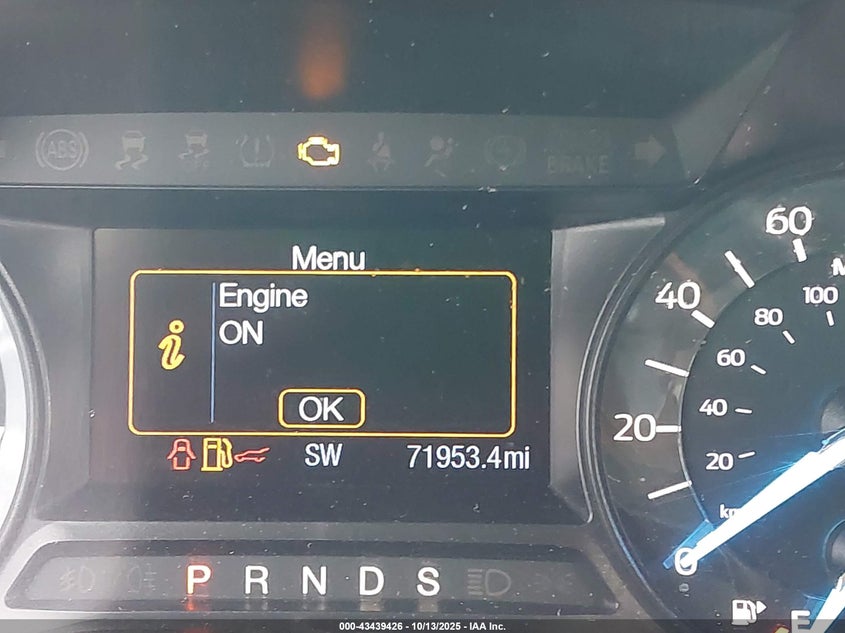 ABS
BRAKE
Menu
Engine
ON
OK
SW
71953.4mi
60
40
20
0
100
80
60
40
20
km
P R N D S
E
000-43439426 - 10/13/2025 - IAA Inc.